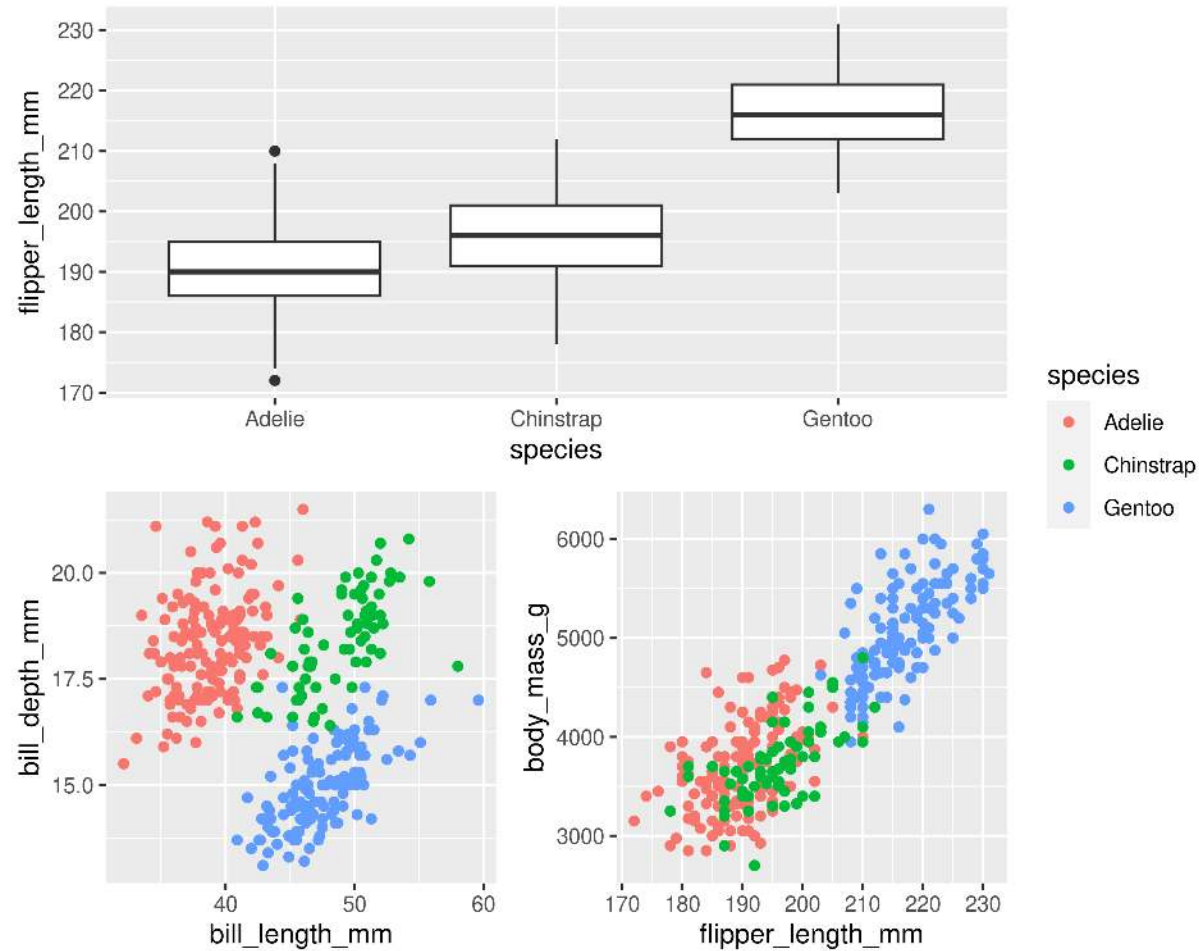 flipper_length_mm
230
220
210
200
190
180
170
Adelie
Chinstrap
Gentoo
species
species
Adelie
Chinstrap
Gentoo
bill_depth_mm
20.0
17.5
15.0
40
50
60
bill_length_mm
body_mass_g
6000
5000
4000
3000
170
180
190
200
210
220
230
flipper_length_mm